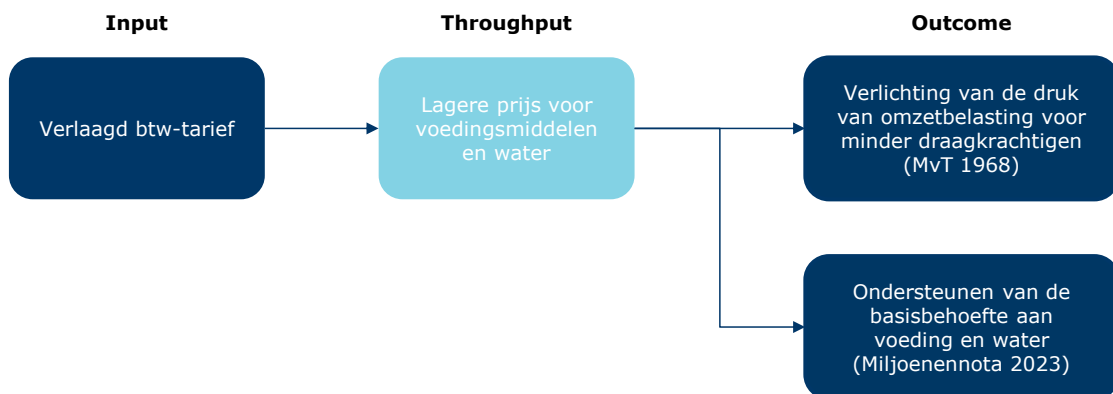 Input
Throughput
Outcome
Verlaagd btw-tarief
Lagere prijs voor
voedingsmiddelen
en water
Verlichting van de druk
van omzetbelasting voor
minder draagkrachtigen
(MvT 1968)
Ondersteunen van de
basisbehoefte aan
voeding en water
(Miljoenennota 2023)